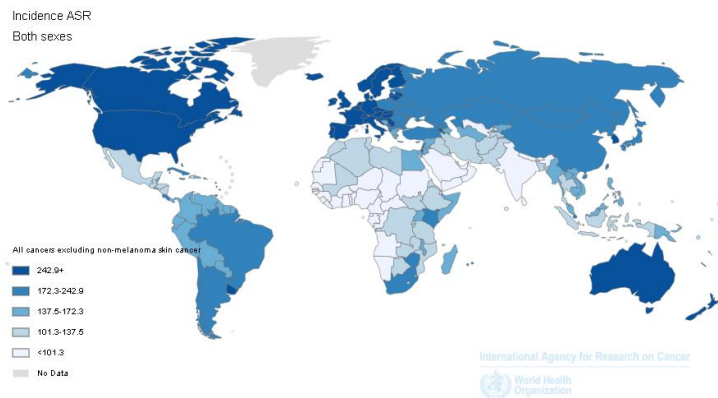 Incidence ASR
Both sexes
All cancers excluding non-melanoma skin cancer
242.9+
172.3-242.9
137.5-172.3
101.3-137.5
<101.3
No Data
International Agency for Research on Cancer
World Health
Organization